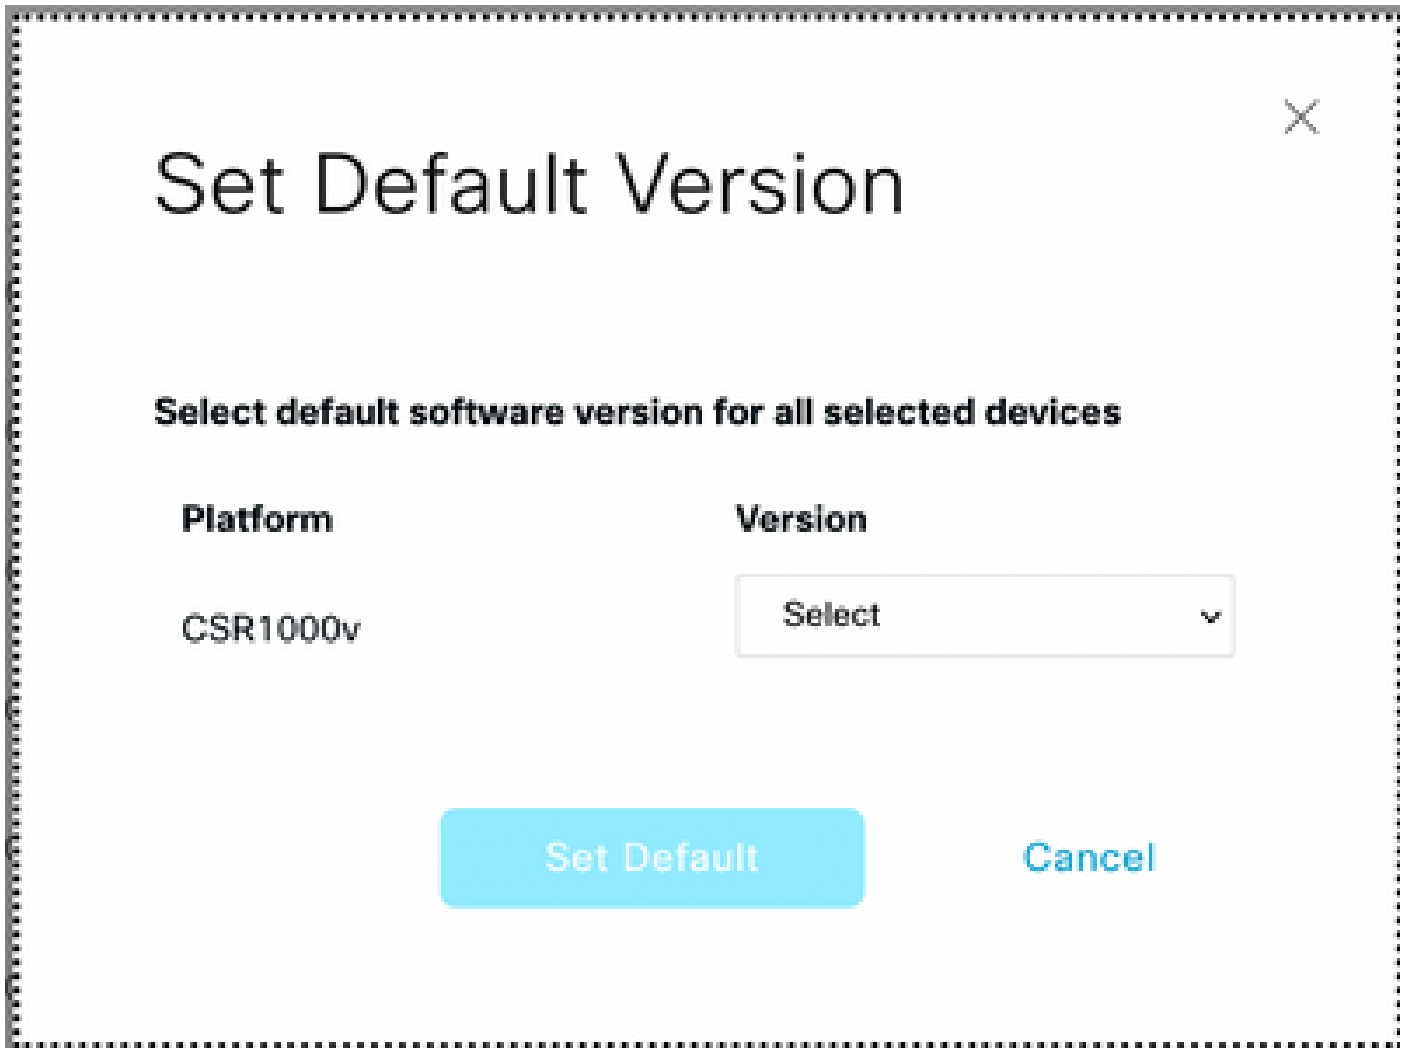 Set Default Version
Select default software version for all selected devices
Platform Version
CSR1000v Select
Set Default Cancel